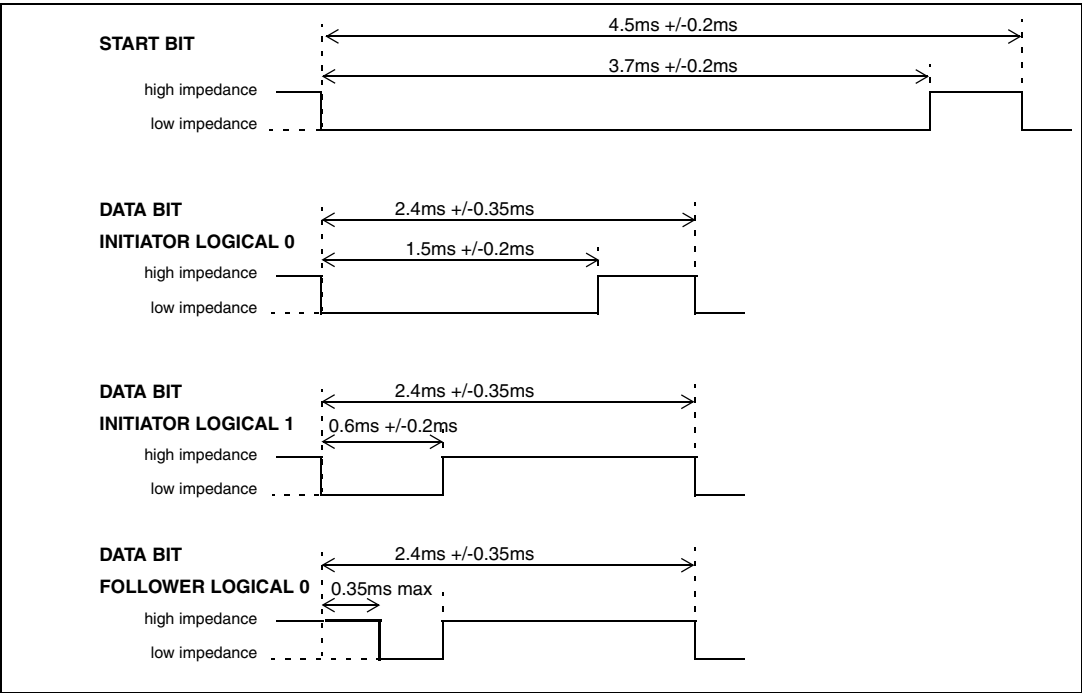 4.5ms +/-0.2ms
START BIT
3.7ms +/-0.2ms
high impedance
low impedance
DATA BIT
2.4ms +/-0.35ms
INITIATOR LOGICAL 0
1.5ms +/-0.2ms
high impedance
low impedance
DATA BIT
2.4ms +/-0.35ms
INITIATOR LOGICAL 1
0.6ms +/-0.2ms
high impedance
low impedance
DATA BIT
2.4ms +/-0.35ms
FOLLOWER LOGICAL 0
0.35ms max
high impedance
low impedance